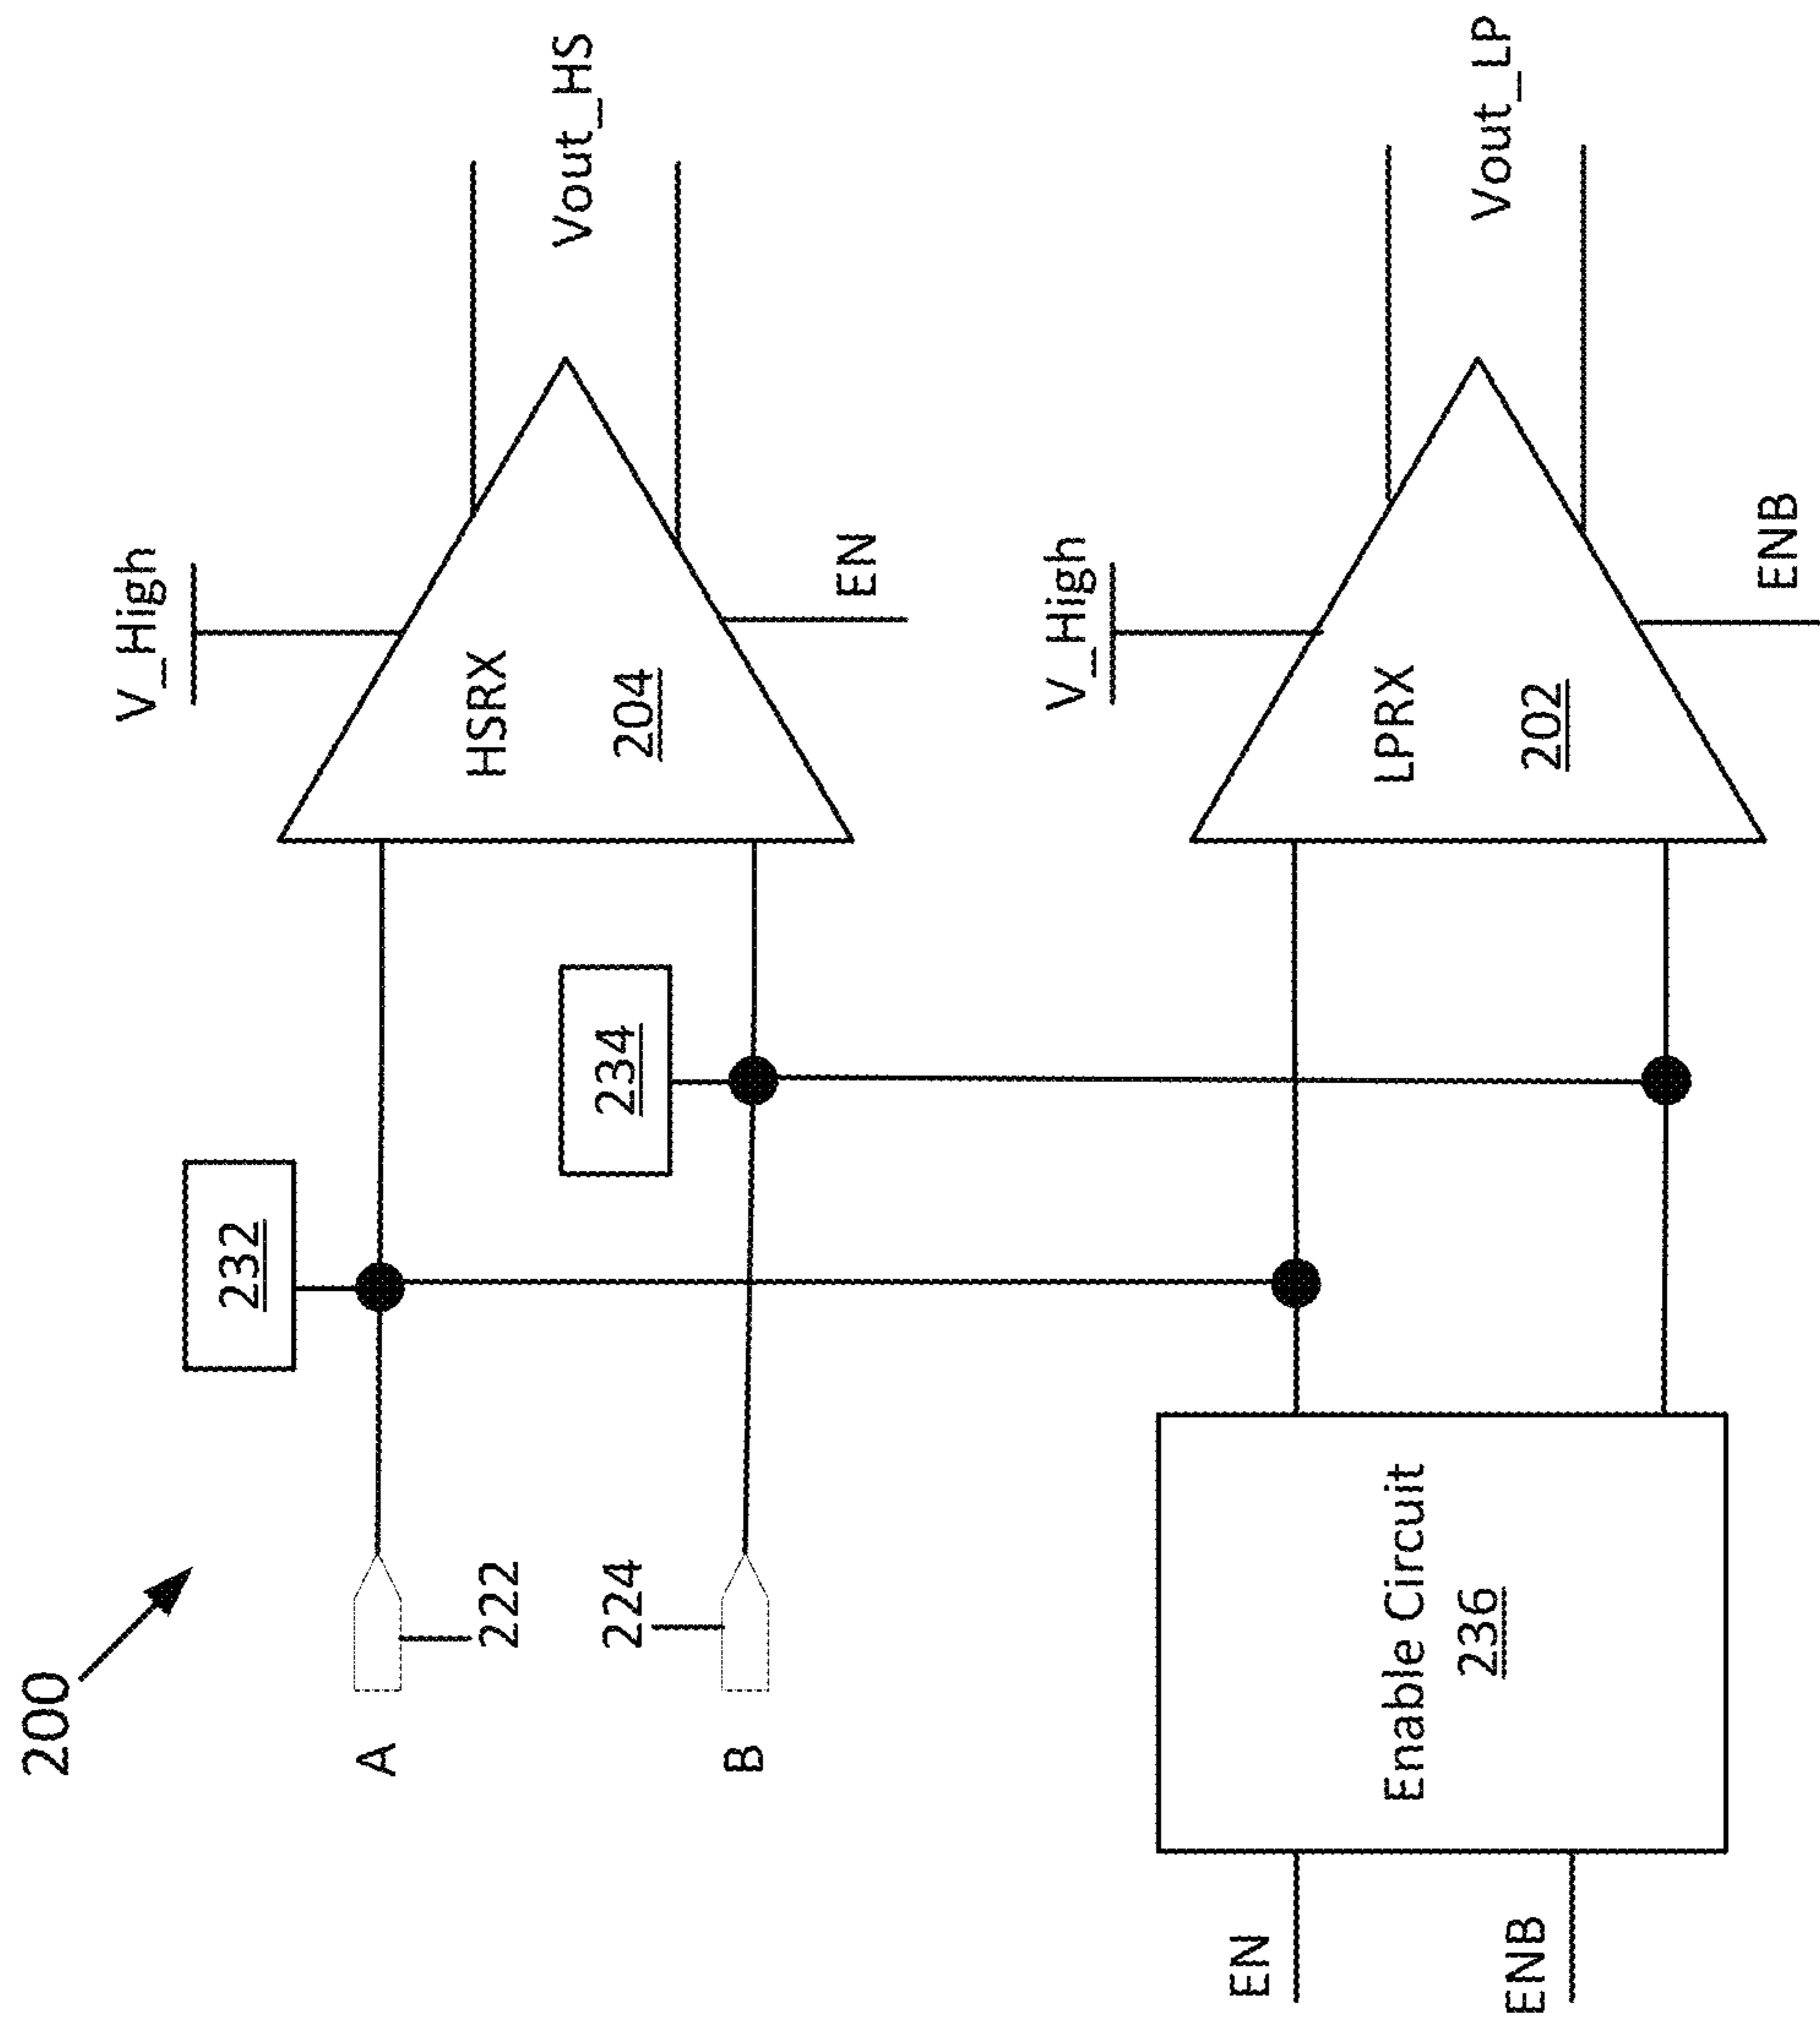 200
A
222
B
224
232
234
V_High
HSRX
204
EN
Vout_HS
EN
ENB
Enable Circuit
236
V_High
LPRX
202
ENB
Vout_LP